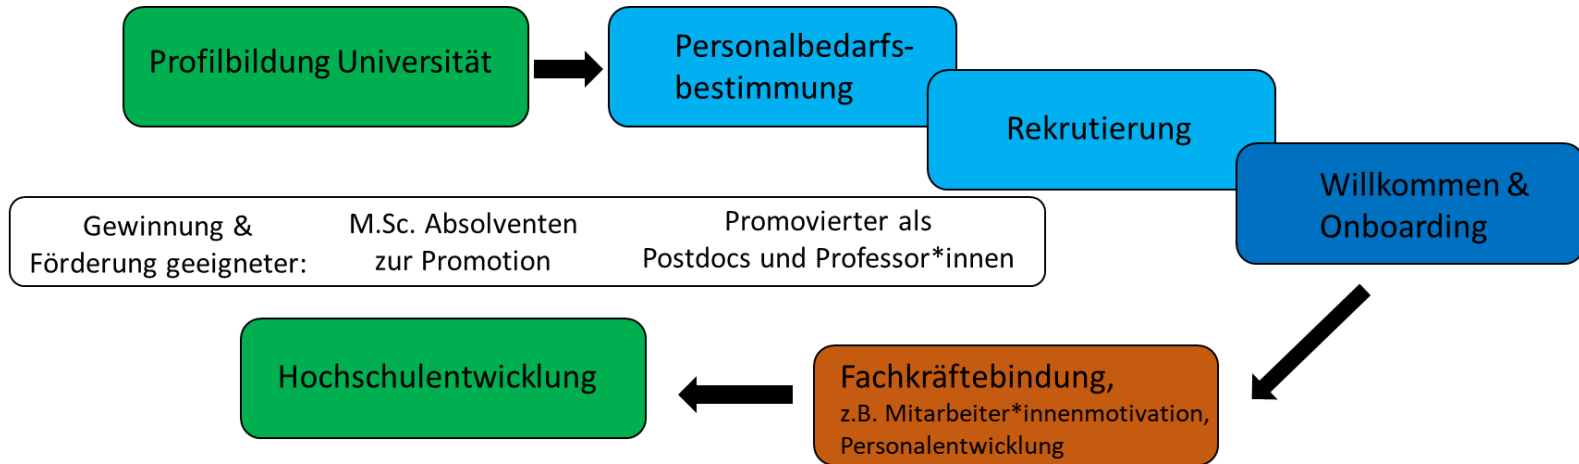 Profilbildung Universität
Personalbedarfs-
bestimmung
Rekrutierung
Willkommen &
Onboarding
Gewinnung &
Förderung geeigneter:
M.Sc. Absolventen
zur Promotion
Promovierter als
Postdocs und Professor*innen
Fachkräftebindung,
z.B. Mitarbeiter*innenmotivation,
Personalentwicklung
Hochschulentwicklung